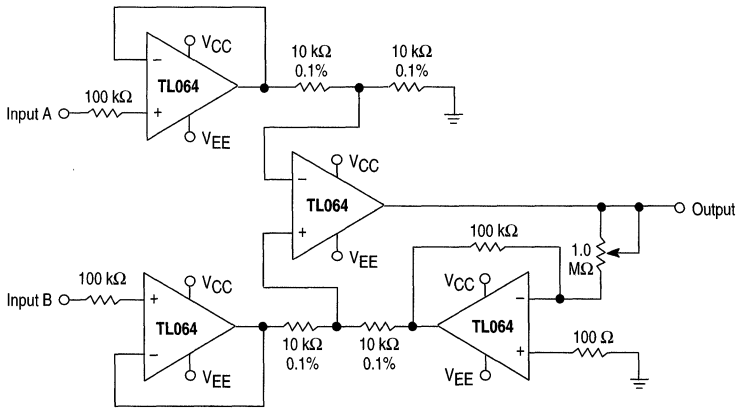 VCC
−
TL064
+
VEE
100 kΩ
Input A
10 kΩ
0.1%
10 kΩ
0.1%
VCC
−
TL064
+
VEE
Output
100 kΩ
1.0
MΩ
100 kΩ
Input B
VCC
+
TL064
−
VEE
10 kΩ
0.1%
10 kΩ
0.1%
VCC
−
TL064
+
VEE
100 Ω